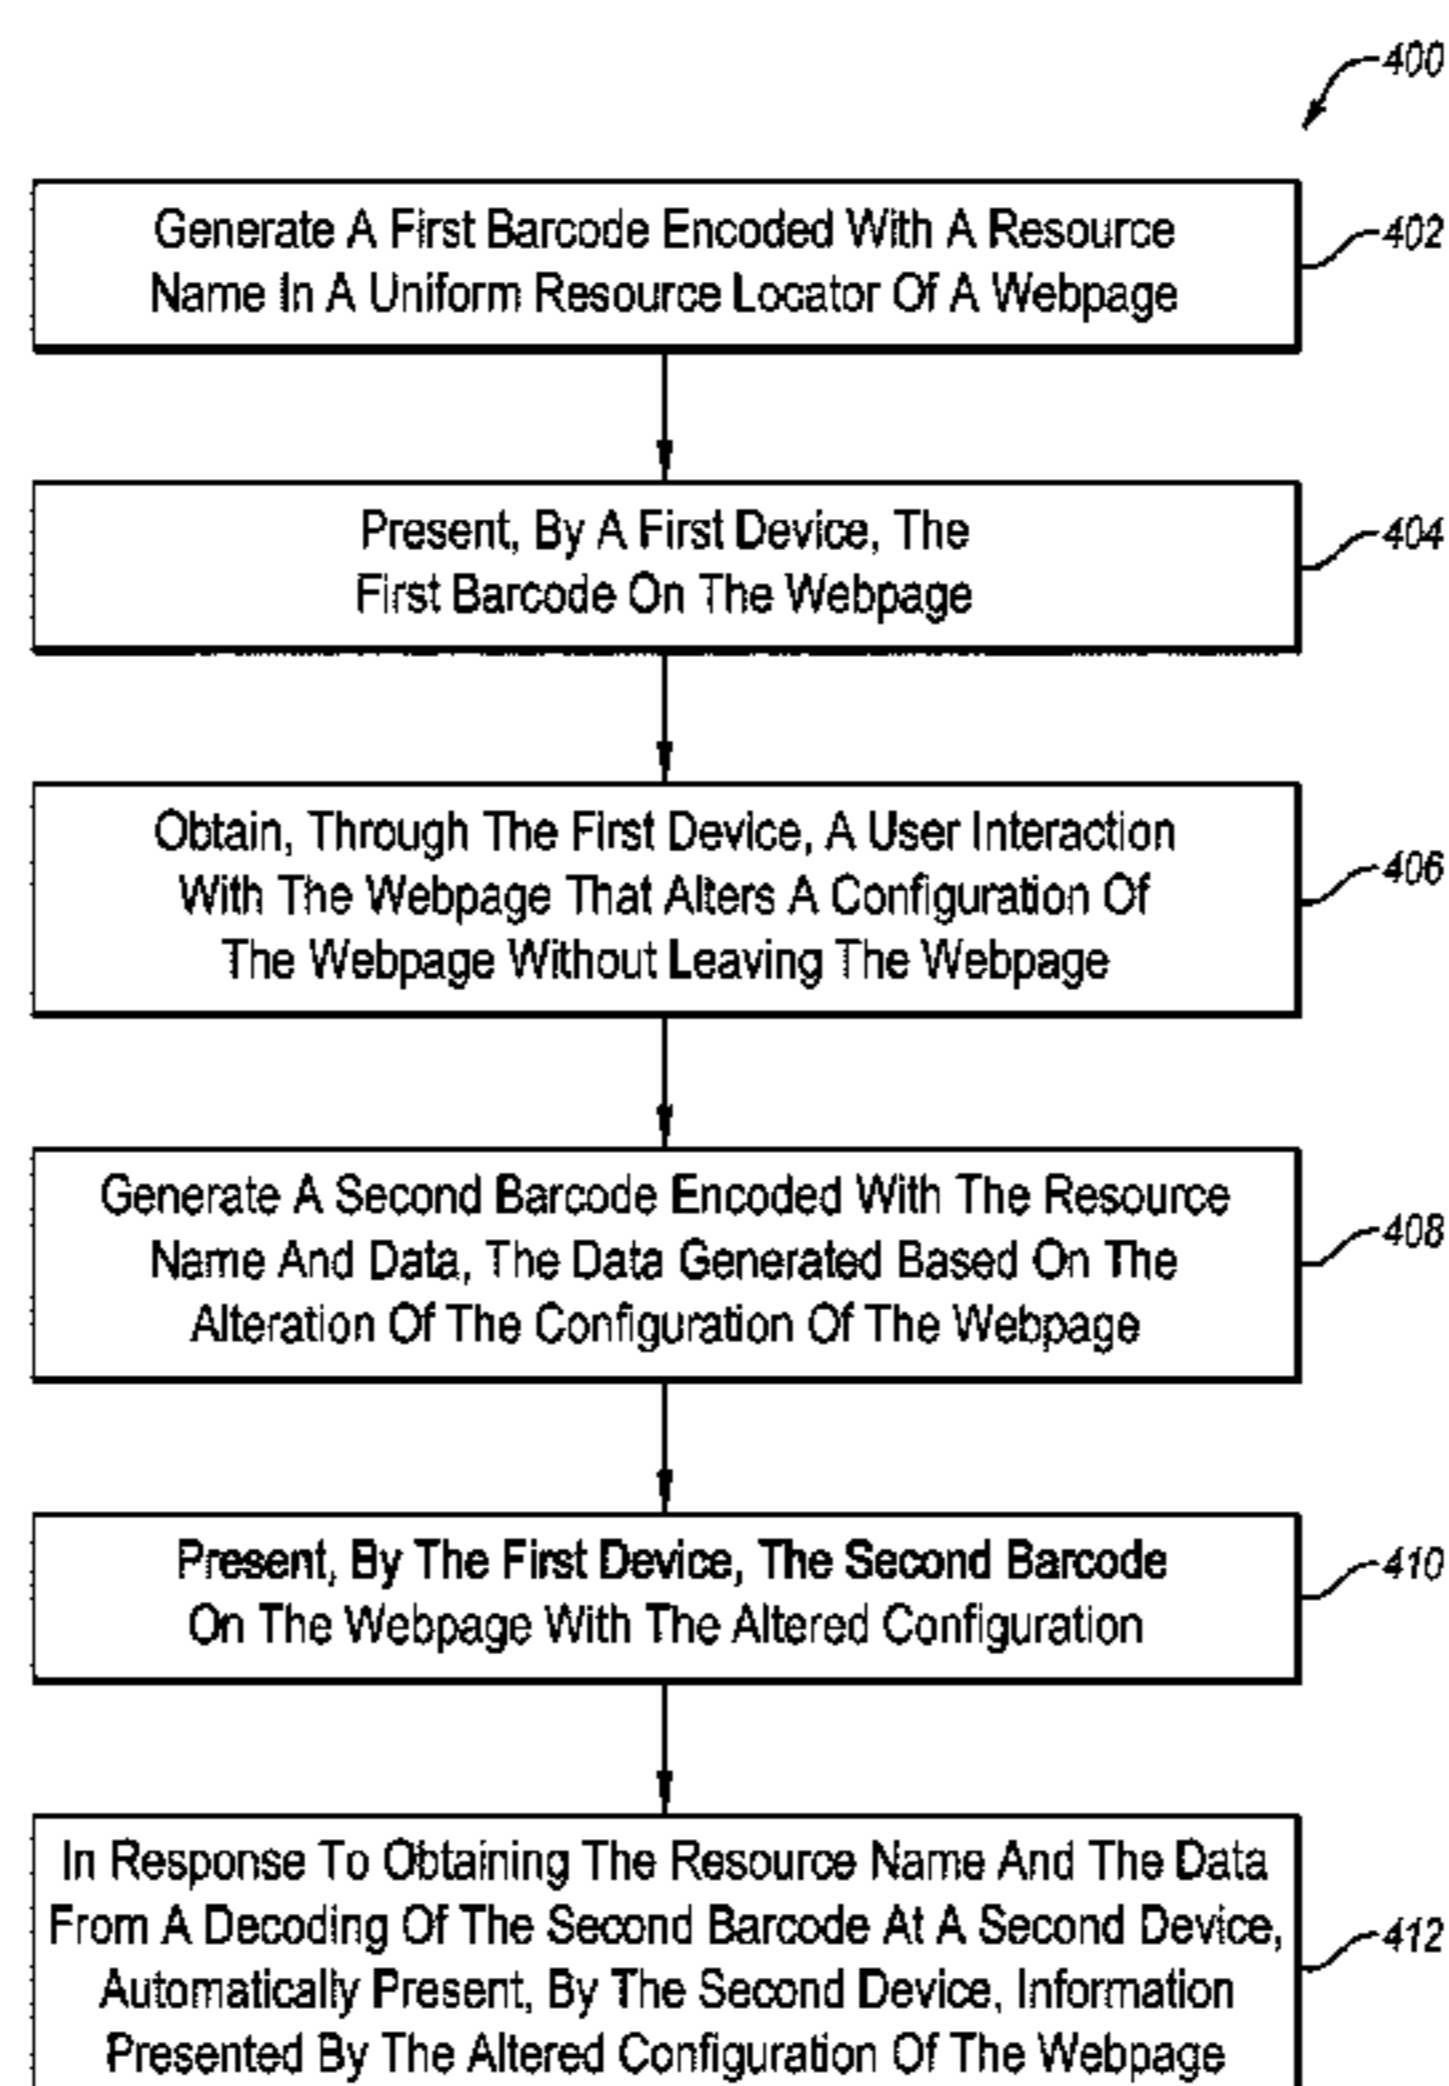 400
Generate A First Barcode Encoded With A Resource
Name In A Uniform Resource Locator Of A Webpage
402
Present, By A First Device, The
First Barcode On The Webpage
404
Obtain, Through The First Device, A User Interaction
With The Webpage That Alters A Configuration Of
The Webpage Without Leaving The Webpage
406
Generate A Second Barcode Encoded With The Resource
Name And Data, The Data Generated Based On The
Alteration Of The Configuration Of The Webpage
408
Present, By The First Device, The Second Barcode
On The Webpage With The Altered Configuration
410
In Response To Obtaining The Resource Name And The Data
From A Decoding Of The Second Barcode At A Second Device,
Automatically Present, By The Second Device, Information
Presented By The Altered Configuration Of The Webpage
412